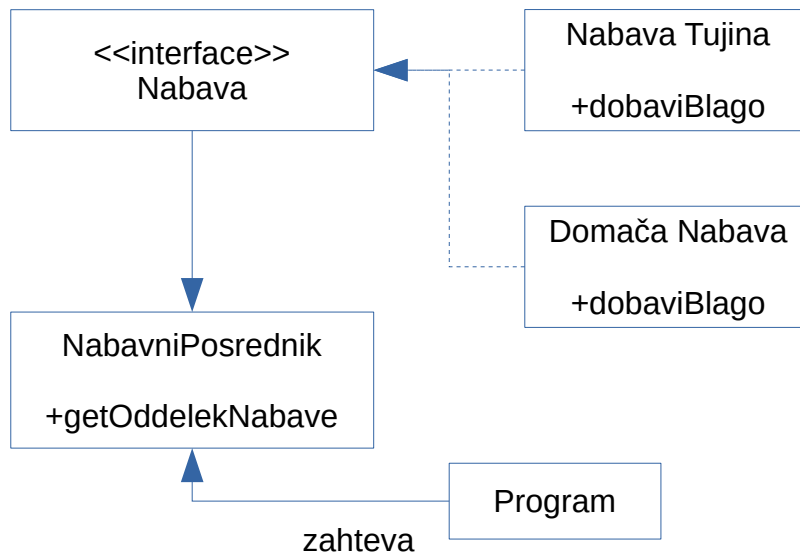 <<interface>>
Nabava
Nabava Tujina
+dobaviBlago
Domača Nabava
+dobaviBlago
NabavniPosrednik
+getOddelekNabave
Program
zahteva